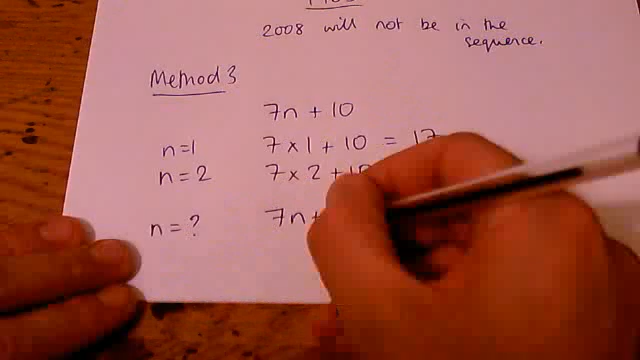 2008 will not be in the
sequence.
Method 3
7n + 10
n=1 7 × 1 + 10 = 17
n = 2 7 × 2 + 10
n = ? 7n +